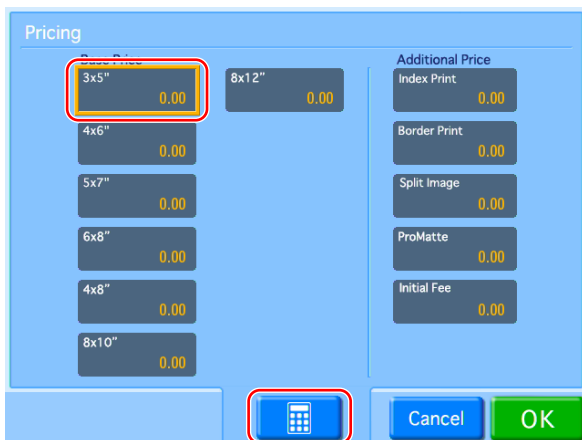 Pricing
Base Price
3x5"
0.00
4x6"
0.00
5x7"
0.00
6x8"
0.00
4x8"
0.00
8x10"
0.00
8x12"
0.00
Additional Price
Index Print
0.00
Border Print
0.00
Split Image
0.00
ProMatte
0.00
Initial Fee
0.00
Cancel
OK